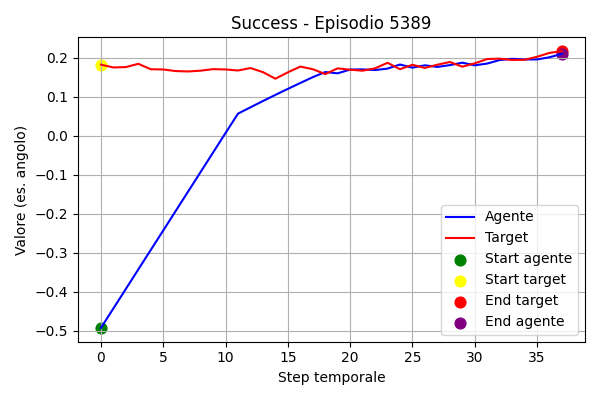 Success - Episodio 5389
Valore (es. angolo)
0.2
0.1
0.0
−0.1
−0.2
−0.3
−0.4
−0.5
Agente
Target
Start agente
Start target
End target
End agente
0 5 10 15 20 25 30 35
Step temporale